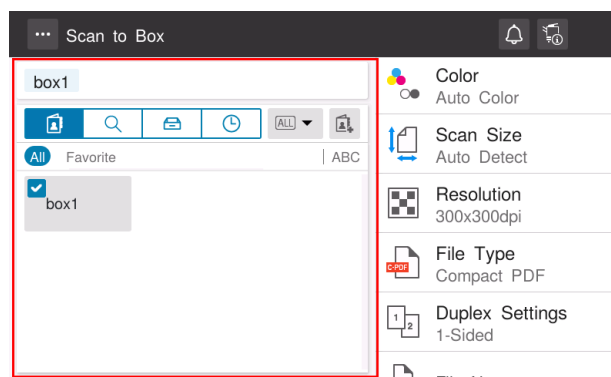 Scan to Box
box1
ALL
All Favorite ABC
box1
Color
Auto Color
Scan Size
Auto Detect
Resolution
300x300dpi
File Type
C-PDF
Compact PDF
Duplex Settings
1 2
1-Sided